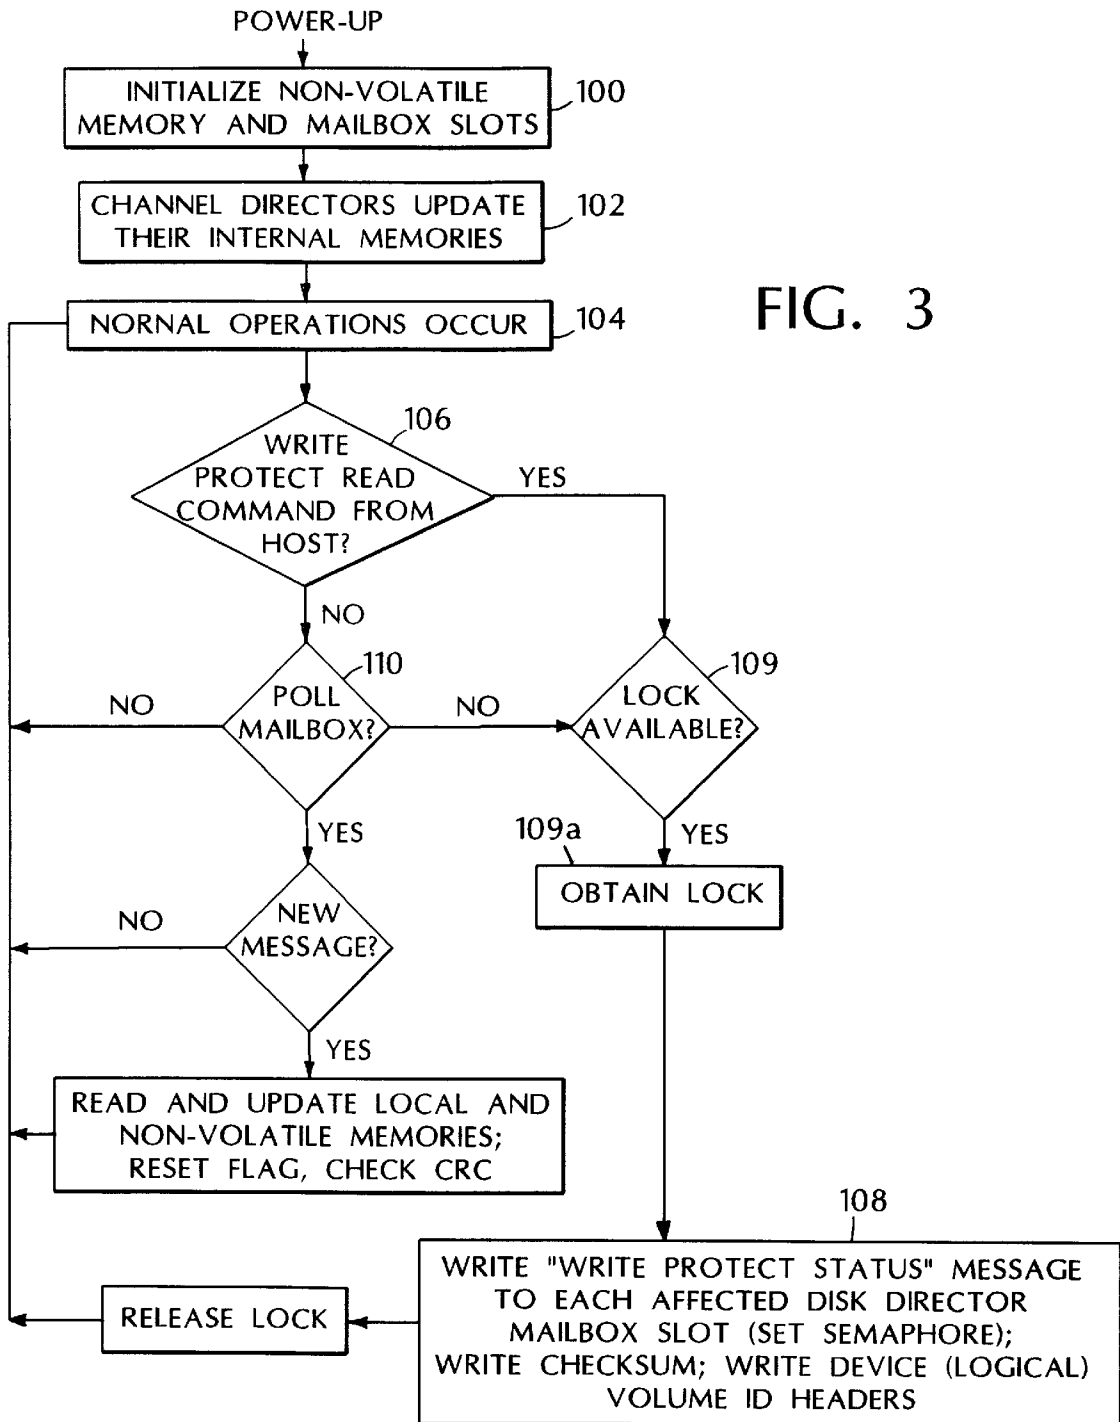 POWER-UP
INITIALIZE NON-VOLATILE
MEMORY AND MAILBOX SLOTS
100
CHANNEL DIRECTORS UPDATE
THEIR INTERNAL MEMORIES
102
NORNAL OPERATIONS OCCUR
104
FIG. 3
106
WRITE
PROTECT READ
COMMAND FROM
HOST?
YES
NO
110
POLL
MAILBOX?
NO
NO
109
LOCK
AVAILABLE?
YES
YES
109a
OBTAIN LOCK
NEW
MESSAGE?
NO
YES
READ AND UPDATE LOCAL AND
NON-VOLATILE MEMORIES;
RESET FLAG, CHECK CRC
108
WRITE "WRITE PROTECT STATUS" MESSAGE
TO EACH AFFECTED DISK DIRECTOR
MAILBOX SLOT (SET SEMAPHORE);
WRITE CHECKSUM; WRITE DEVICE (LOGICAL)
VOLUME ID HEADERS
RELEASE LOCK